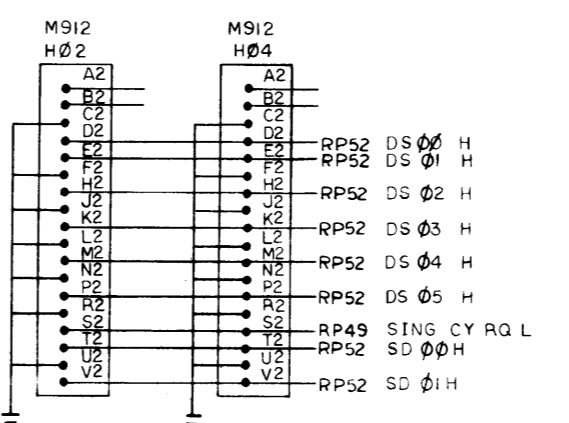 M912 M912
HØ2 HØ4
A2 A2
B2 B2
C2 C2
D2 D2 RP52 DS ØØ H
E2 E2 RP52 DS Ø1 H
F2 F2
H2 H2 RP52 DS Ø2 H
J2 J2
K2 K2 RP52 DS Ø3 H
L2 L2
M2 M2 RP52 DS Ø4 H
N2 N2
P2 P2 RP52 DS Ø5 H
R2 R2
S2 S2 RP49 SING CY RQ L
T2 T2 RP52 SD ØØ H
U2 U2
V2 V2 RP52 SD Ø1 H